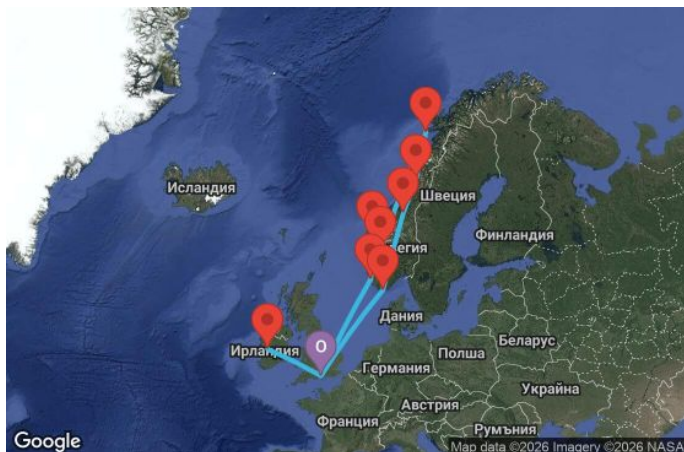 Исландия
Швеция
Финландия
егия
Дания
Ирландия
О
Беларус
Полша
Германия
Украйна
Австрия
Франция
Румъния
Google
Map data ©2026 Imagery ©2026 NASA